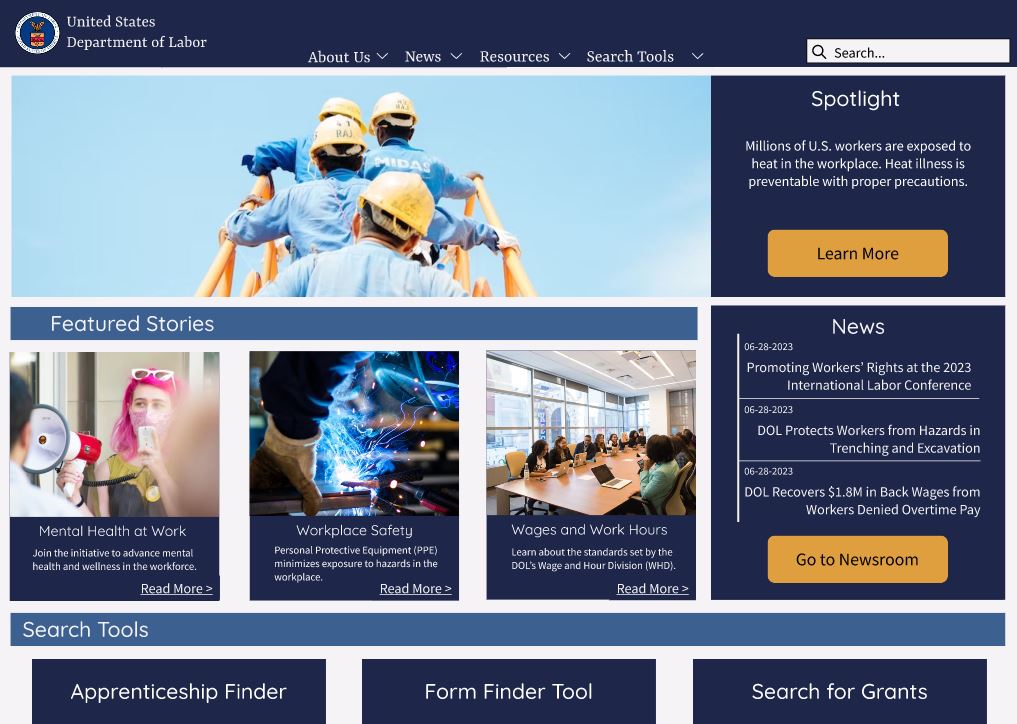 United States
Department of Labor
About Us
News
Resources
Search Tools
Search...
4-1
RAJ.
RAJ
MIDAS
Spotlight
Millions of U.S. workers are exposed to
heat in the workplace. Heat illness is
preventable with proper precautions.
Learn More
Featured Stories
Mental Health at Work
Join the initiative to advance mental
health and wellness in the workforce.
Read More >
Workplace Safety
Personal Protective Equipment (PPE)
minimizes exposure to hazards in the
workplace.
Read More >
Wages and Work Hours
Learn about the standards set by the
DOL's Wage and Hour Division (WHD).
Read More >
News
06-28-2023
Promoting Workers' Rights at the 2023
International Labor Conference
06-28-2023
DOL Protects Workers from Hazards in
Trenching and Excavation
06-28-2023
DOL Recovers $1.8M in Back Wages from
Workers Denied Overtime Pay
Go to Newsroom
Search Tools
Apprenticeship Finder
Form Finder Tool
Search for Grants